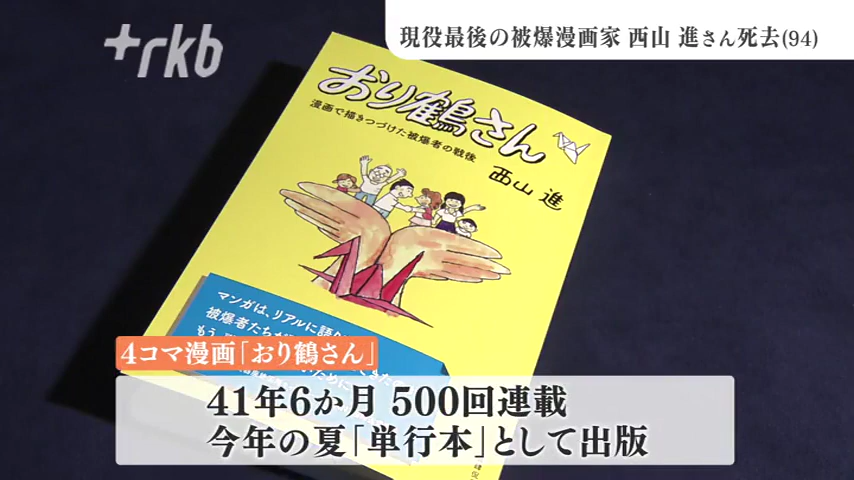 +rkb
現役最後の被爆漫画家 西山 進さん死去(94)
おり鶴さん
漫画で描きつづけた被爆者の戦後
西山 進
マンガは、リアルに語り
被爆者たちが
もう
4コマ漫画「おり鶴さん」
41年6か月 500回連載
今年の夏「単行本」として出版